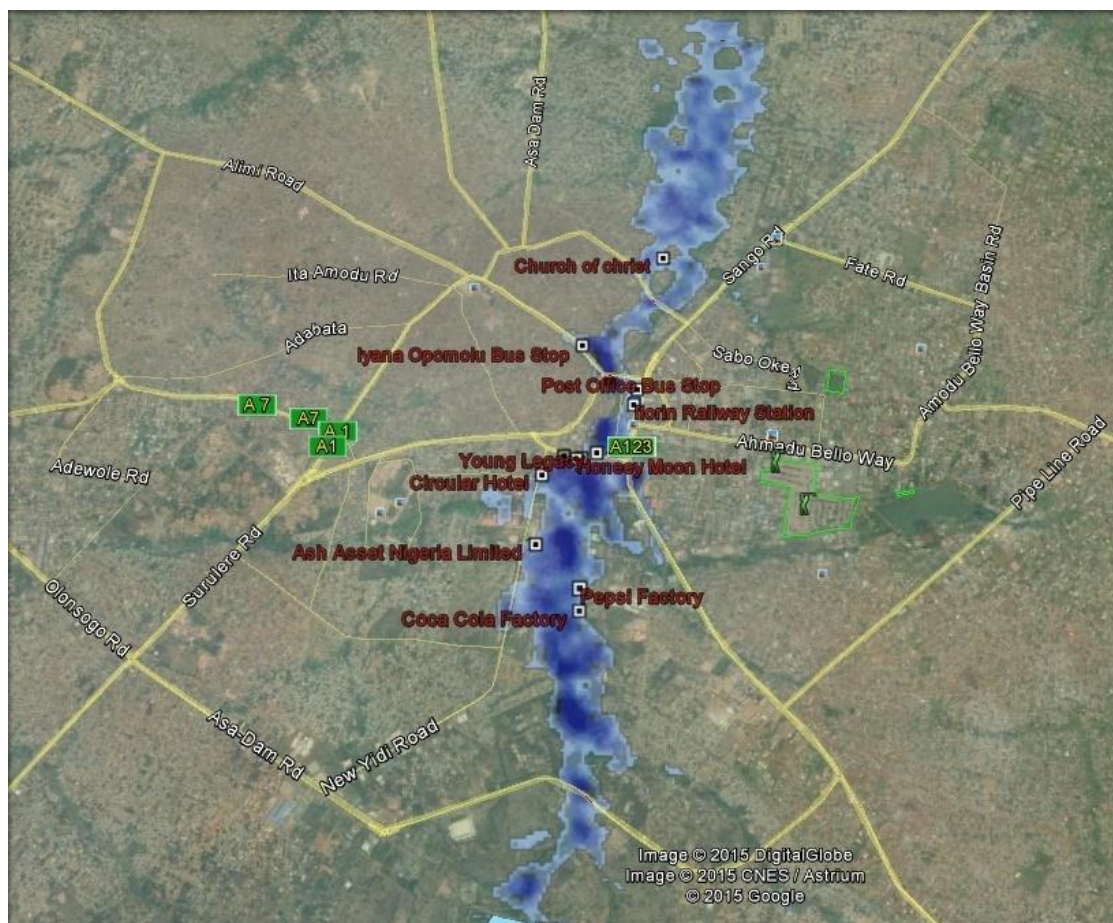 Asa Dam Rd
Alimi Road
Sango Rd
Ita Amodu Rd
Church of christ
Fate Rd
Amodu Bello Way Basin Rd
Adabata
Iyana Opomolu Bus Stop
Sabo Oke
Post Office Bus Stop
A 7
Ilorin Railway Station
A7
A 1
A1
A123
Ahmadu Bello Way
Adewole Rd
Young Legacy
Honeey Moon Hotel
Circular Hotel
Pipe Line Road
Surulere Rd
Ash Asset Nigeria Limited
Olonsogo Rd
Pepsi Factory
Coca Cola Factory
Asa-Dam Rd
New Yidi Road
Image © 2015 DigitalGlobe
Image © 2015 CNES / Astrium
© 2015 Google